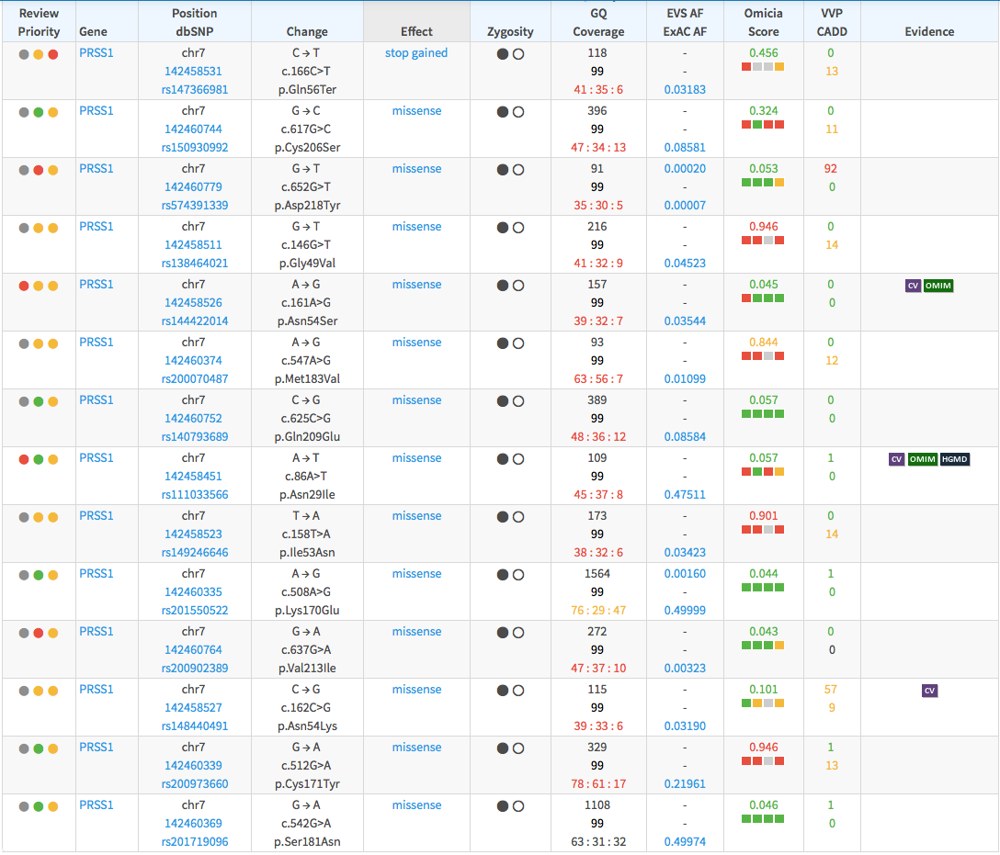 Review Priority Gene Position dbSNP Change Effect Zygosity GQ Coverage EVS AF ExAC AF Omicia Score VVP CADD Evidence
PRSS1 chr7 C → T stop gained 118 - 0.456 0
142458531 c.166C>T 99 - 13
rs147366981 p.Gln56Ter 41 : 35 : 6 0.03183
PRSS1 chr7 G → C missense 396 - 0.324 0
142460744 c.617G>C 99 - 11
rs150930992 p.Cys206Ser 47 : 34 : 13 0.08581
PRSS1 chr7 G → T missense 91 0.00020 0.053 92
142460779 c.652G>T 99 - 0
rs574391339 p.Asp218Tyr 35 : 30 : 5 0.00007
PRSS1 chr7 G → T missense 216 - 0.946 0
142458511 c.146G>T 99 - 14
rs138464021 p.Gly49Val 41 : 32 : 9 0.04523
PRSS1 chr7 A → G missense 157 - 0.045 0 CV OMIM
142458526 c.161A>G 99 - 0
rs144422014 p.Asn54Ser 39 : 32 : 7 0.03544
PRSS1 chr7 A → G missense 93 - 0.844 0
142460374 c.547A>G 99 - 12
rs200070487 p.Met183Val 63 : 56 : 7 0.01099
PRSS1 chr7 C → G missense 389 - 0.057 0
142460752 c.625C>G 99 - 0
rs140793689 p.Gln209Glu 48 : 36 : 12 0.08584
PRSS1 chr7 A → T missense 109 - 0.057 1 CV OMIM HGMD
142458451 c.86A>T 99 - 0
rs111033566 p.Asn29Ile 45 : 37 : 8 0.47511
PRSS1 chr7 T → A missense 173 - 0.901 0
142458523 c.158T>A 99 - 14
rs149246646 p.Ile53Asn 38 : 32 : 6 0.03423
PRSS1 chr7 A → G missense 1564 0.00160 0.044 1
142460335 c.508A>G 99 - 0
rs201550522 p.Lys170Glu 76 : 29 : 47 0.49999
PRSS1 chr7 G → A missense 272 - 0.043 0
142460764 c.637G>A 99 - 0
rs200902389 p.Val213Ile 47 : 37 : 10 0.00323
PRSS1 chr7 C → G missense 115 - 0.101 57 CV
142458527 c.162C>G 99 - 9
rs148440491 p.Asn54Lys 39 : 33 : 6 0.03190
PRSS1 chr7 G → A missense 329 - 0.946 1
142460339 c.512G>A 99 - 13
rs200973660 p.Cys171Tyr 78 : 61 : 17 0.21961
PRSS1 chr7 G → A missense 1108 - 0.046 1
142460369 c.542G>A 99 - 0
rs201719096 p.Ser181Asn 63 : 31 : 32 0.49974